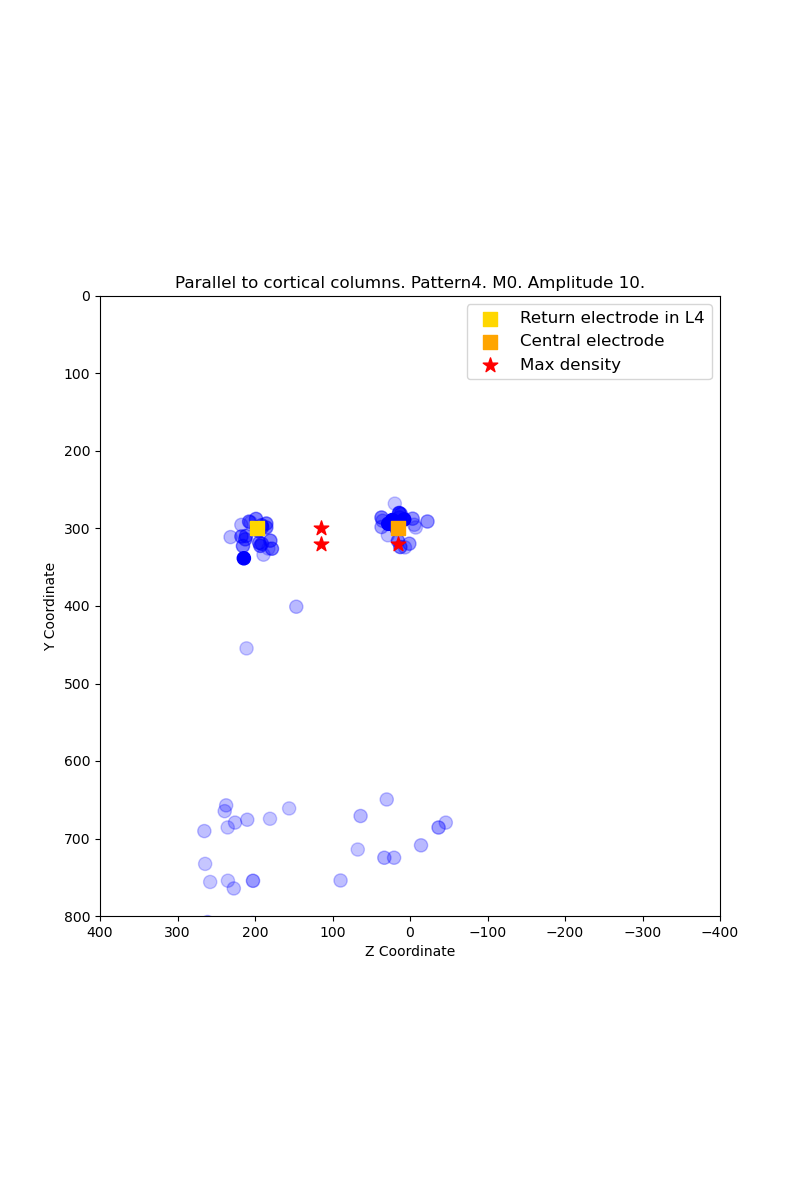 Parallel to cortical columns. Pattern4. M0. Amplitude 10.
Return electrode in L4
Central electrode
Max density
0
100
200
300
400
500
600
700
800
Y Coordinate
400 300 200 100 0 −100 −200 −300 −400
Z Coordinate